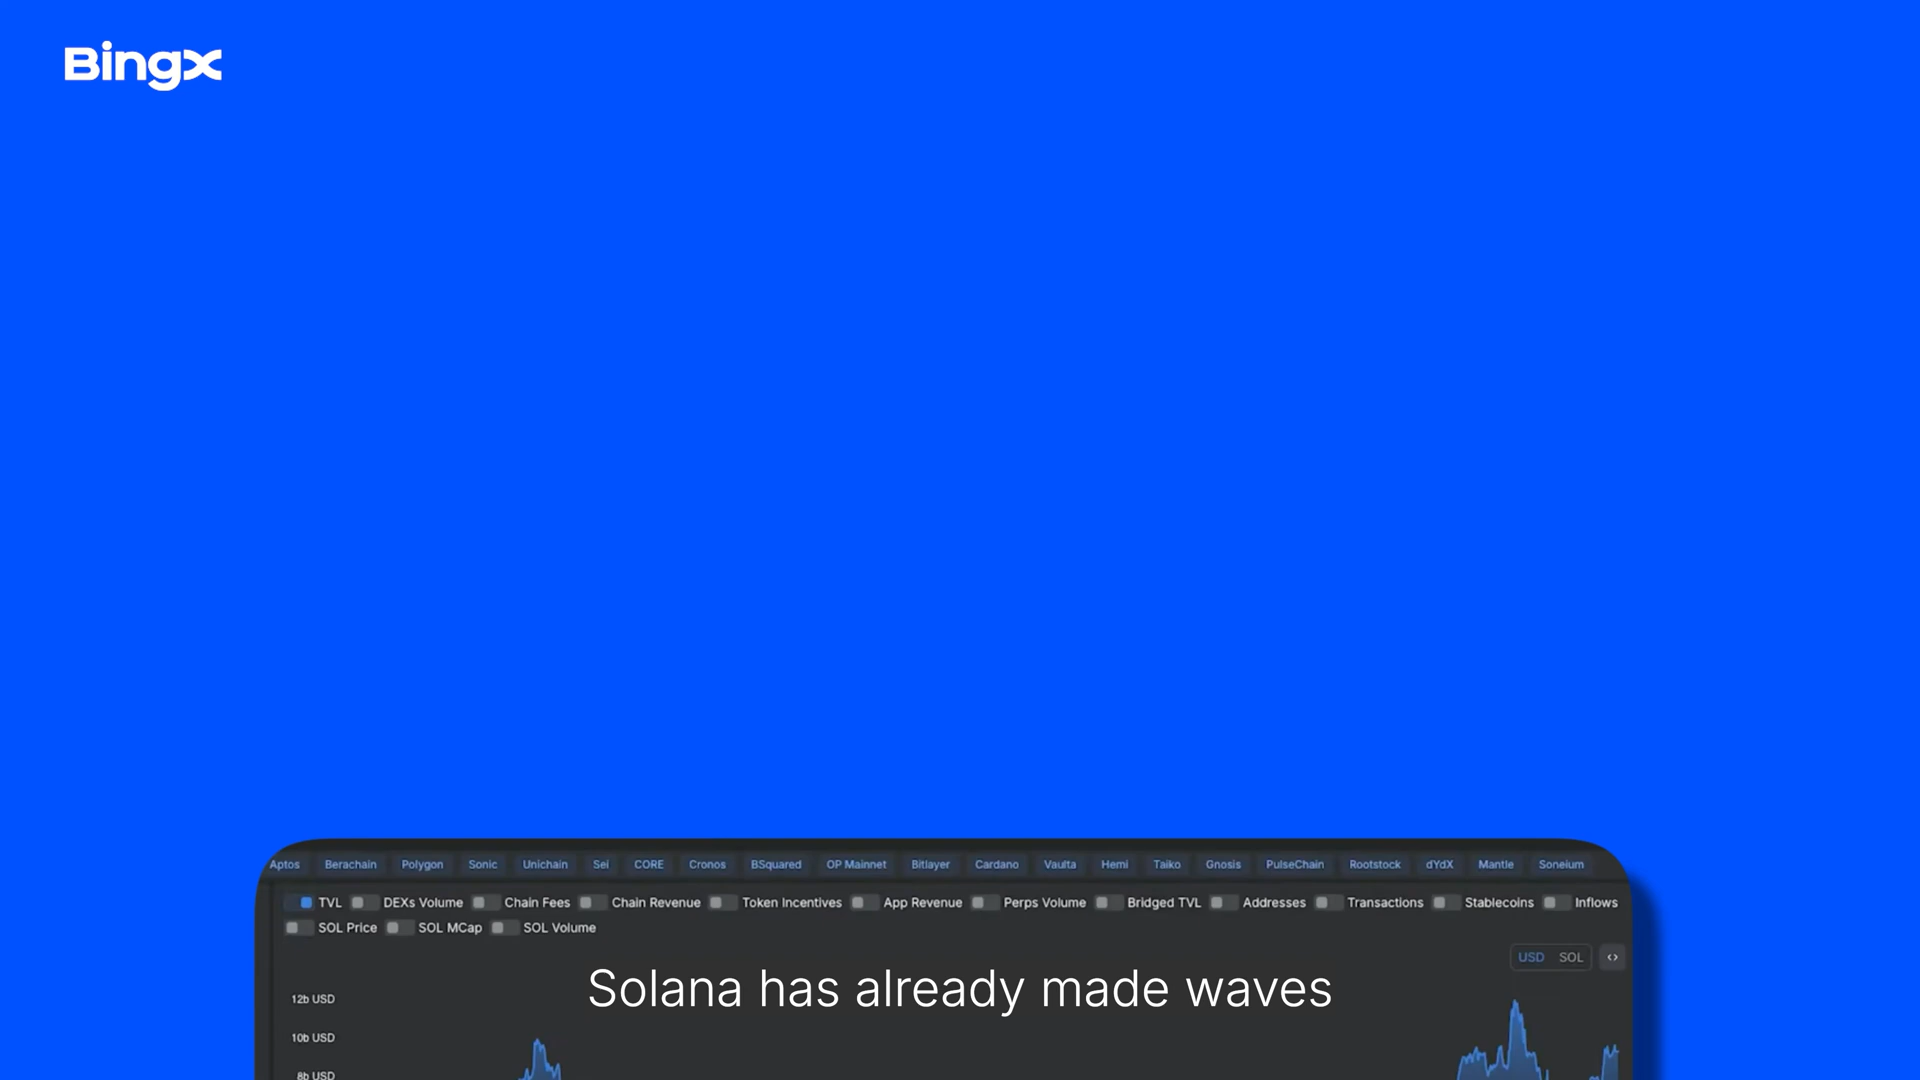 BingX
Aptos Berachain Polygon Sonic Unichain Sei CORE Cronos BSquared OP Mainnet Bitlayer Cardano Vaulta Hemi Taiko Gnosis PulseChain Rootstock dYdX Mantle Soneium
TVL DEXs Volume Chain Fees Chain Revenue Token Incentives App Revenue Perps Volume Bridged TVL Addresses Transactions Stablecoins Inflows
SOL Price SOL MCap SOL Volume
USD SOL <>
Solana has already made waves
12b USD
10b USD
8b USD